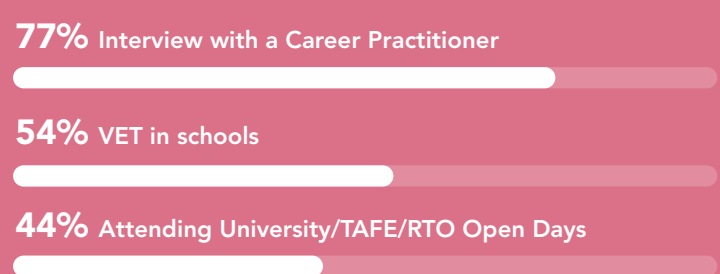 77% Interview with a Career Practitioner
54% VET in schools
44% Attending University/TAFE/RTO Open Days